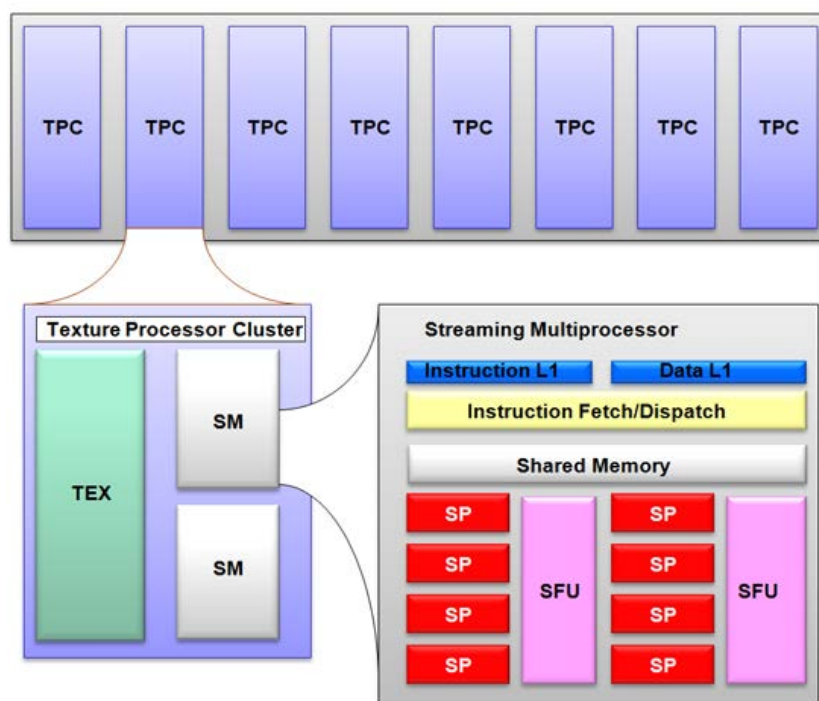 TPC TPC TPC TPC TPC TPC TPC TPC
Texture Processor Cluster
TEX
SM
SM
Streaming Multiprocessor
Instruction L1 Data L1
Instruction Fetch/Dispatch
Shared Memory
SP SP
SP SP
SFU SFU
SP SP
SP SP